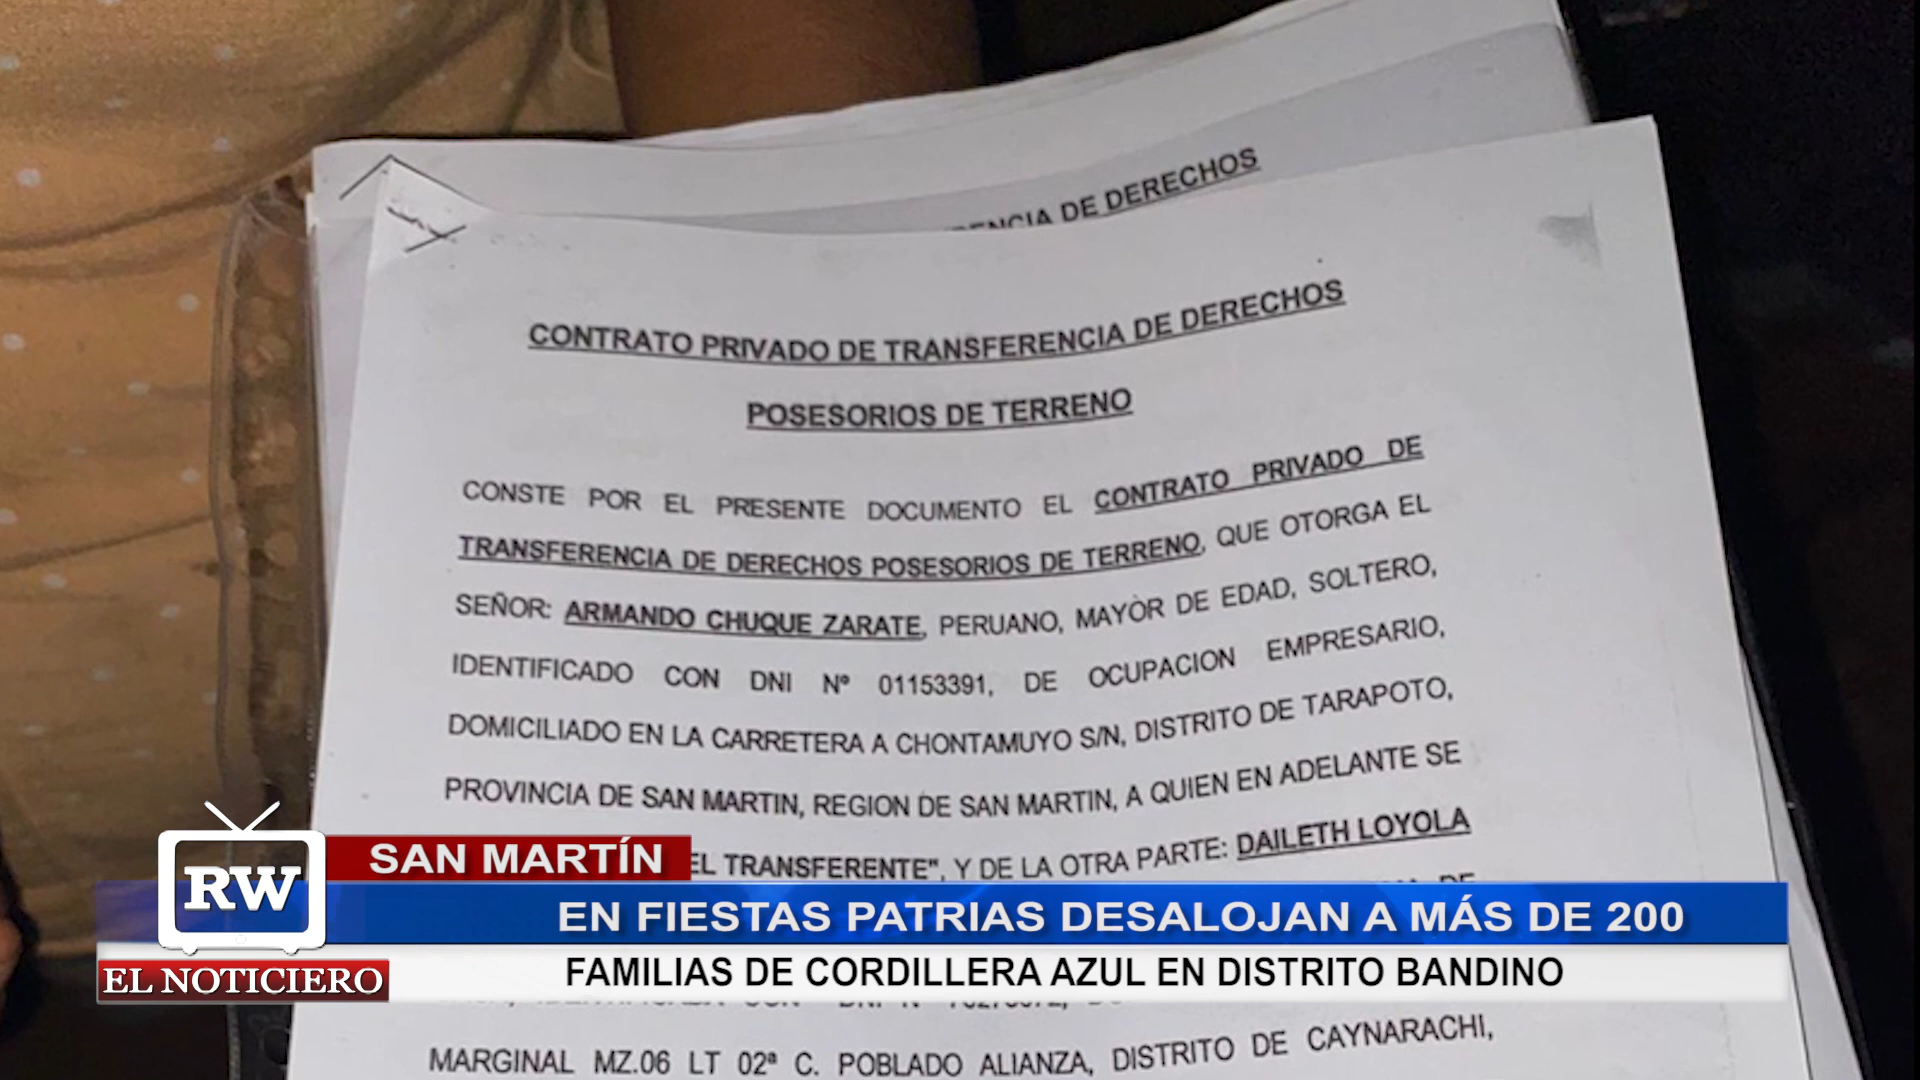 RENCIA DE DERECHOS
CONTRATO PRIVADO DE TRANSFERENCIA DE DERECHOS
POSESORIOS DE TERRENO
CONSTE POR EL PRESENTE DOCUMENTO EL CONTRATO PRIVADO DE
TRANSFERENCIA DE DERECHOS POSESORIOS DE TERRENO, QUE OTORGA EL
SEÑOR: ARMANDO CHUQUE ZARATE, PERUANO, MAYOR DE EDAD, SOLTERO,
IDENTIFICADO CON DNI Nº 01153391, DE OCUPACION EMPRESARIO,
DOMICILIADO EN LA CARRETERA A CHONTAMUYO S/N, DISTRITO DE TARAPOTO,
PROVINCIA DE SAN MARTIN, REGION DE SAN MARTIN, A QUIEN EN ADELANTE SE
EL TRANSFERENTE", Y DE LA OTRA PARTE: DAILETH LOYOLA
SAN MARTÍN
RW
EN FIESTAS PATRIAS DESALOJAN A MÁS DE 200
EL NOTICIERO
FAMILIAS DE CORDILLERA AZUL EN DISTRITO BANDINO
MARGINAL MZ.06 LT 02ª C. POBLADO ALIANZA, DISTRITO DE CAYNARACHI,